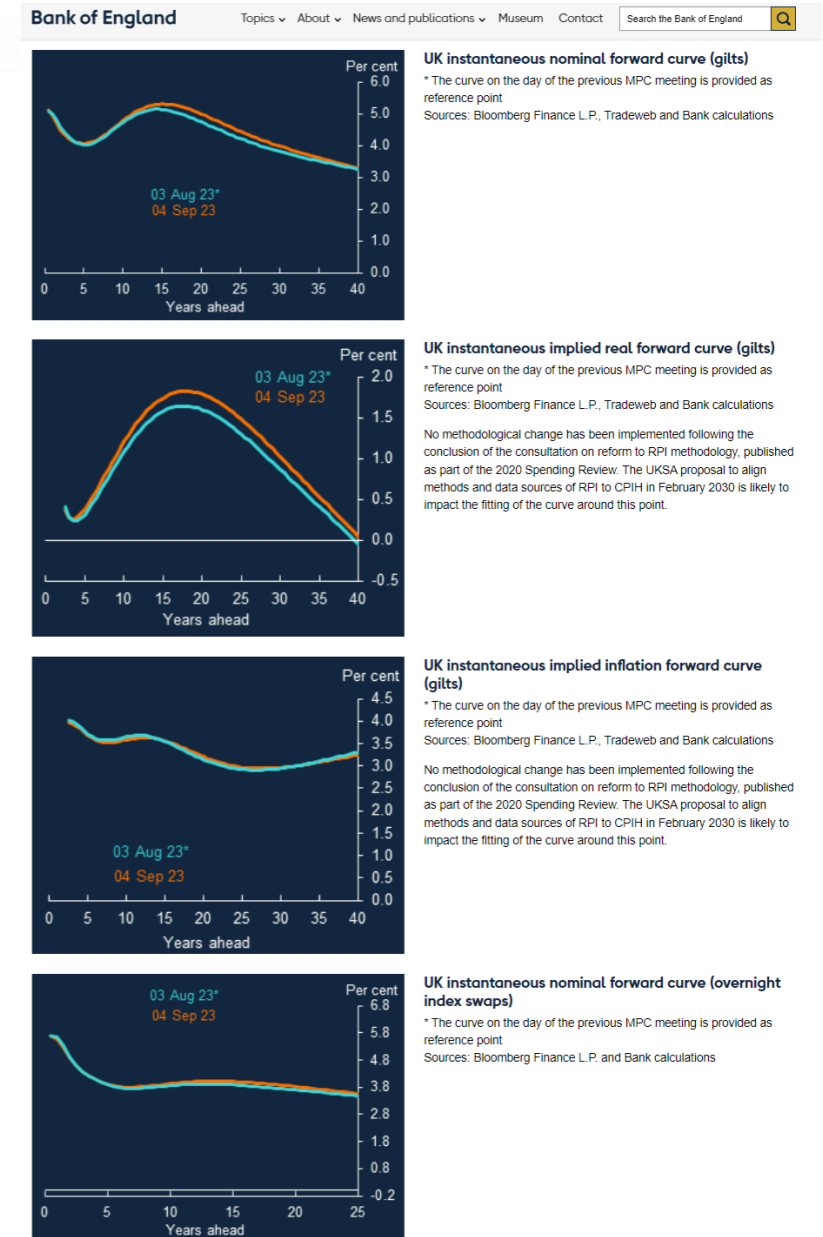 Bank of England
Topics About News and publications Museum Contact Search the Bank of England
Per cent
6.0
5.0
4.0
3.0
2.0
1.0
0.0
03 Aug 23*
04 Sep 23
0 5 10 15 20 25 30 35 40
Years ahead
UK instantaneous nominal forward curve (gilts)
* The curve on the day of the previous MPC meeting is provided as
reference point
Sources: Bloomberg Finance L.P., Tradeweb and Bank calculations
Per cent
03 Aug 23*
04 Sep 23
2.0
1.5
1.0
0.5
0.0
-0.5
0 5 10 15 20 25 30 35 40
Years ahead
UK instantaneous implied real forward curve (gilts)
* The curve on the day of the previous MPC meeting is provided as
reference point
Sources: Bloomberg Finance L.P., Tradeweb and Bank calculations
No methodological change has been implemented following the
conclusion of the consultation on reform to RPI methodology, published
as part of the 2020 Spending Review. The UKSA proposal to align
methods and data sources of RPI to CPIH in February 2030 is likely to
impact the fitting of the curve around this point.
Per cent
4.5
4.0
3.5
3.0
2.5
2.0
1.5
1.0
0.5
0.0
03 Aug 23*
04 Sep 23
0 5 10 15 20 25 30 35 40
Years ahead
UK instantaneous implied inflation forward curve
(gilts)
* The curve on the day of the previous MPC meeting is provided as
reference point
Sources: Bloomberg Finance L.P., Tradeweb and Bank calculations
No methodological change has been implemented following the
conclusion of the consultation on reform to RPI methodology, published
as part of the 2020 Spending Review. The UKSA proposal to align
methods and data sources of RPI to CPIH in February 2030 is likely to
impact the fitting of the curve around this point.
03 Aug 23*
04 Sep 23
Per cent
6.8
5.8
4.8
3.8
2.8
1.8
0.8
-0.2
0 5 10 15 20 25
Years ahead
UK instantaneous nominal forward curve (overnight
index swaps)
* The curve on the day of the previous MPC meeting is provided as
reference point
Sources: Bloomberg Finance L.P. and Bank calculations